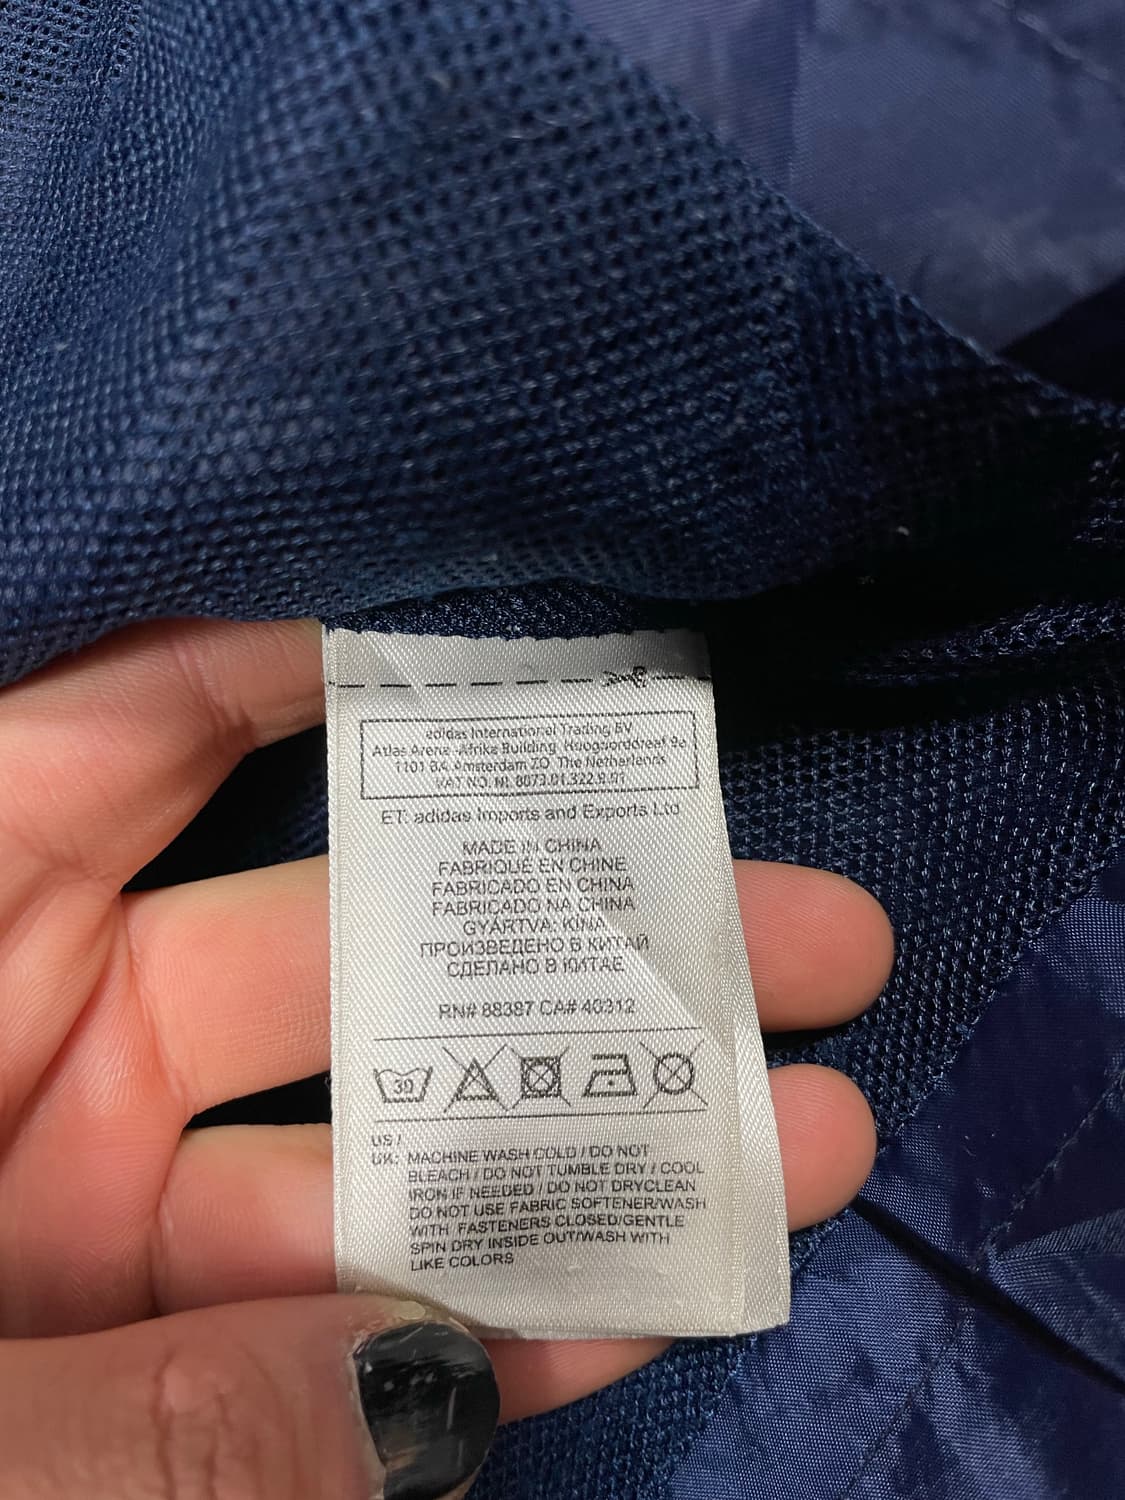 adidas International Trading BV
Atlas Arena -Afrika Building, Hoogoorddreef 9a
1101 BA Amsterdam ZO, The Netherlands
VAT NO. NL 8073.01.322.B.01
ET: adidas Imports and Exports Ltd
MADE IN CHINA
FABRIQUÉ EN CHINE
FABRICADO EN CHINA
FABRICADO NA CHINA
GYÁRTVA: KÍNA
ПРОИЗВЕДЕНО В КИТАЙ
СДЕЛАНО В КИТАЕ
RN# 88387 CA# 40312
30
US /
UK: MACHINE WASH COLD / DO NOT
BLEACH / DO NOT TUMBLE DRY / COOL
IRON IF NEEDED / DO NOT DRYCLEAN
DO NOT USE FABRIC SOFTENER/WASH
WITH FASTENERS CLOSED/GENTLE
SPIN DRY INSIDE OUT/WASH WITH
LIKE COLORS